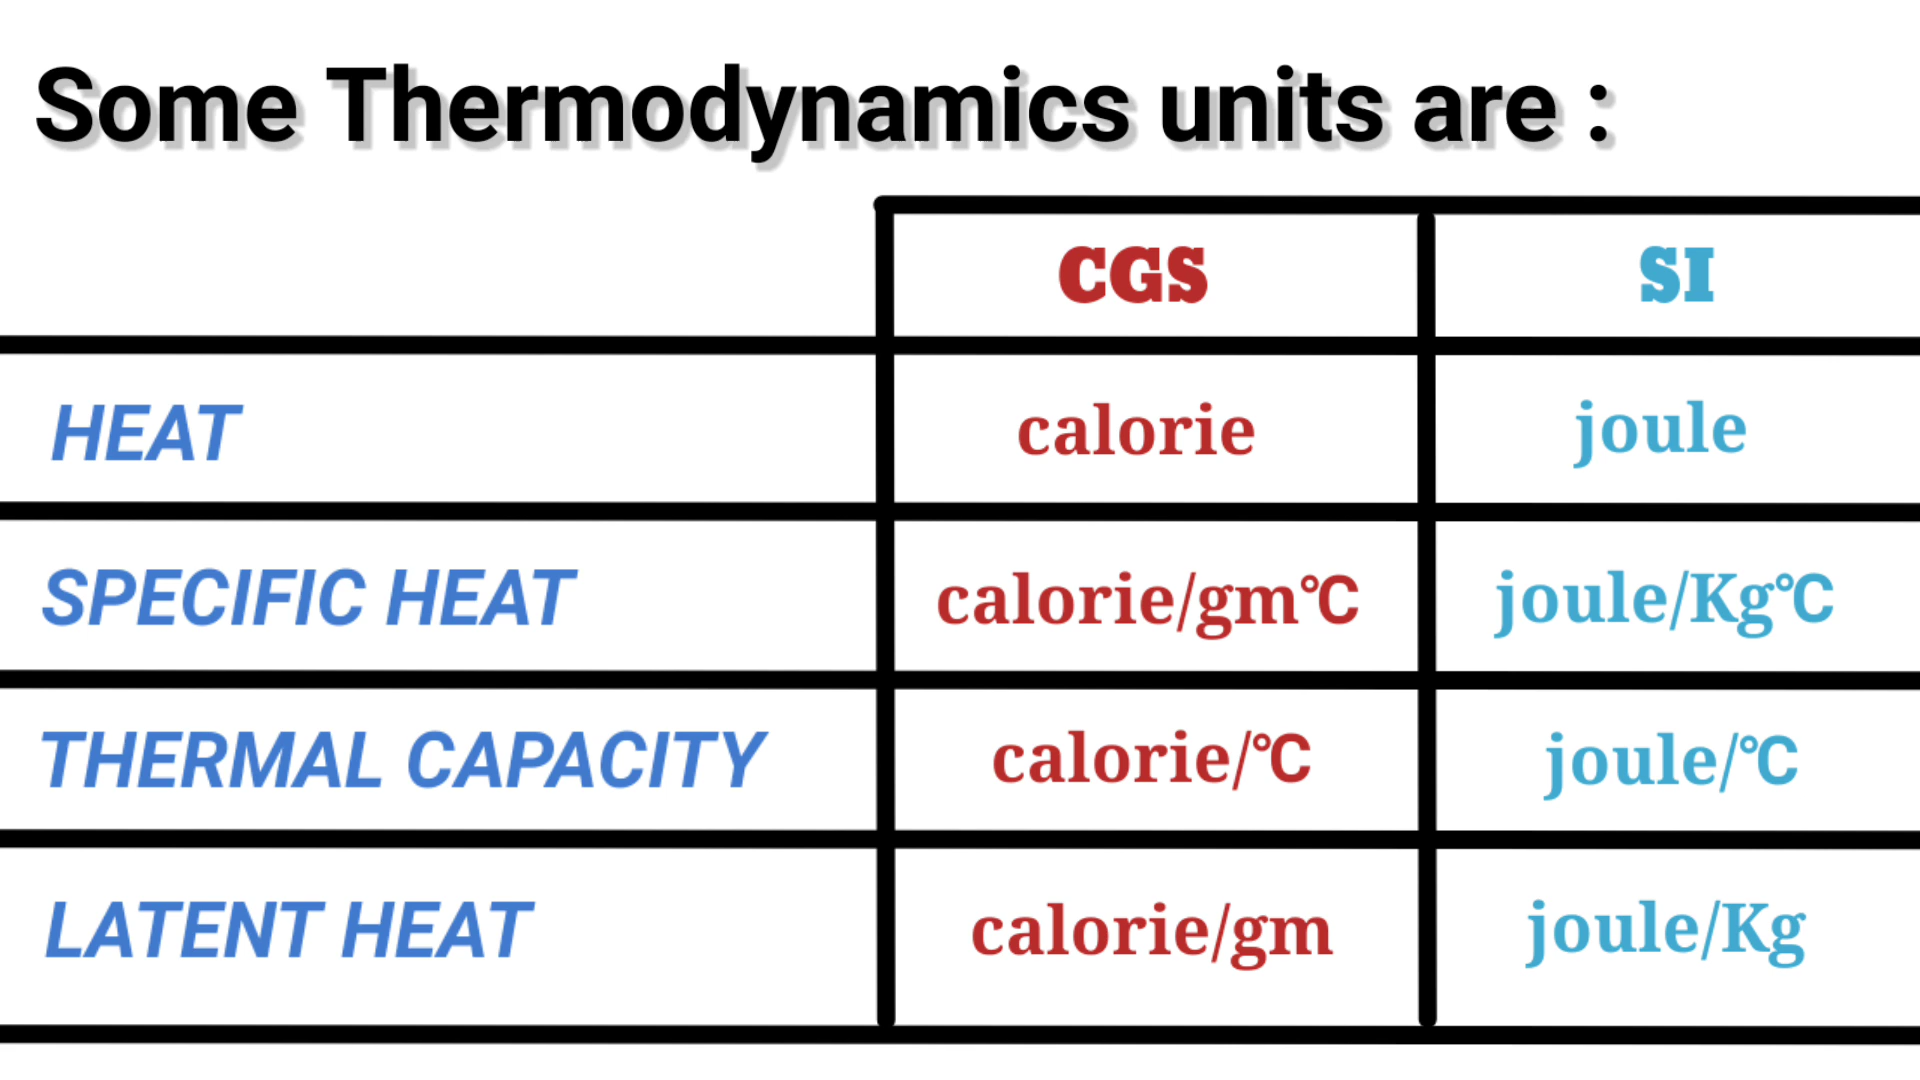 Some Thermodynamics units are :
CGS SI
HEAT calorie joule
SPECIFIC HEAT calorie/gm℃ joule/Kg℃
THERMAL CAPACITY calorie/℃ joule/℃
LATENT HEAT calorie/gm joule/Kg